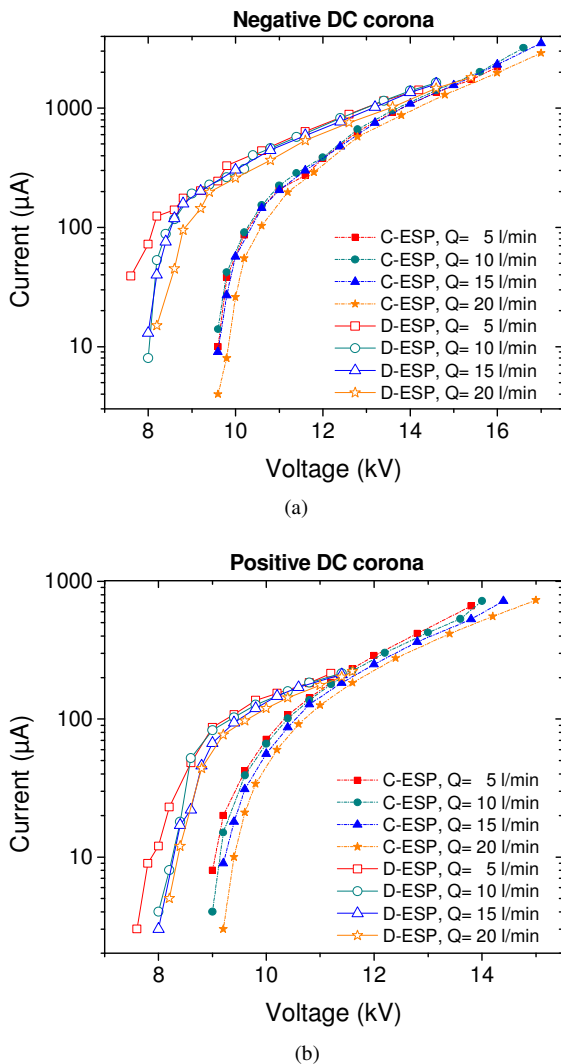 Negative DC corona
1000
100
10
Current (µA)
C-ESP, Q=   5 l/min
C-ESP, Q= 10 l/min
C-ESP, Q= 15 l/min
C-ESP, Q= 20 l/min
D-ESP, Q=   5 l/min
D-ESP, Q= 10 l/min
D-ESP, Q= 15 l/min
D-ESP, Q= 20 l/min
8 10 12 14 16
Voltage (kV)
(a)
Positive DC corona
1000
100
10
Current (µA)
C-ESP, Q=   5 l/min
C-ESP, Q= 10 l/min
C-ESP, Q= 15 l/min
C-ESP, Q= 20 l/min
D-ESP, Q=   5 l/min
D-ESP, Q= 10 l/min
D-ESP, Q= 15 l/min
D-ESP, Q= 20 l/min
8 10 12 14
Voltage (kV)
(b)